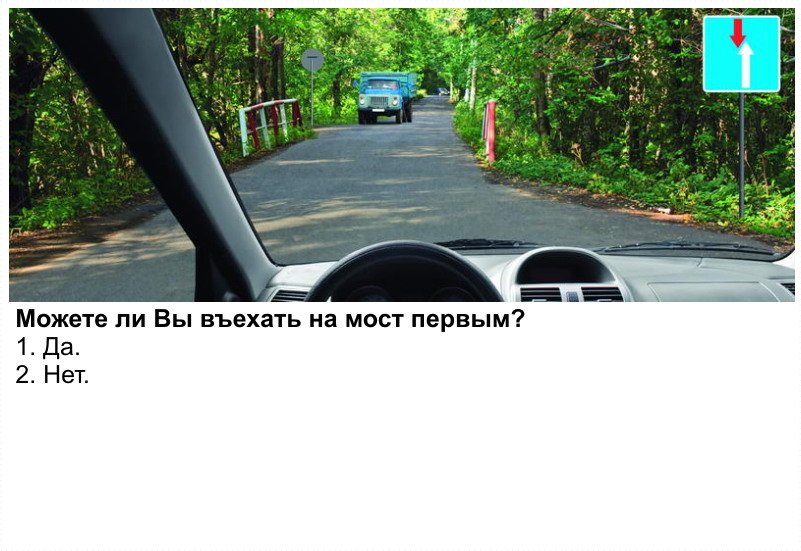 Можете ли Вы въехать на мост первым?
1. Да.
2. Нет.